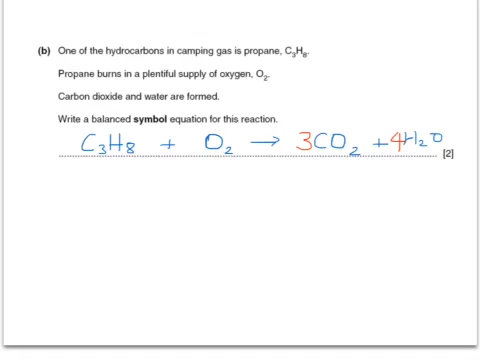 (b) One of the hydrocarbons in camping gas is propane, C₃H₈.
Propane burns in a plentiful supply of oxygen, O₂.
Carbon dioxide and water are formed.
Write a balanced symbol equation for this reaction.
C₃H₈ + O₂ → 3CO₂ + 4H₂O
[2]